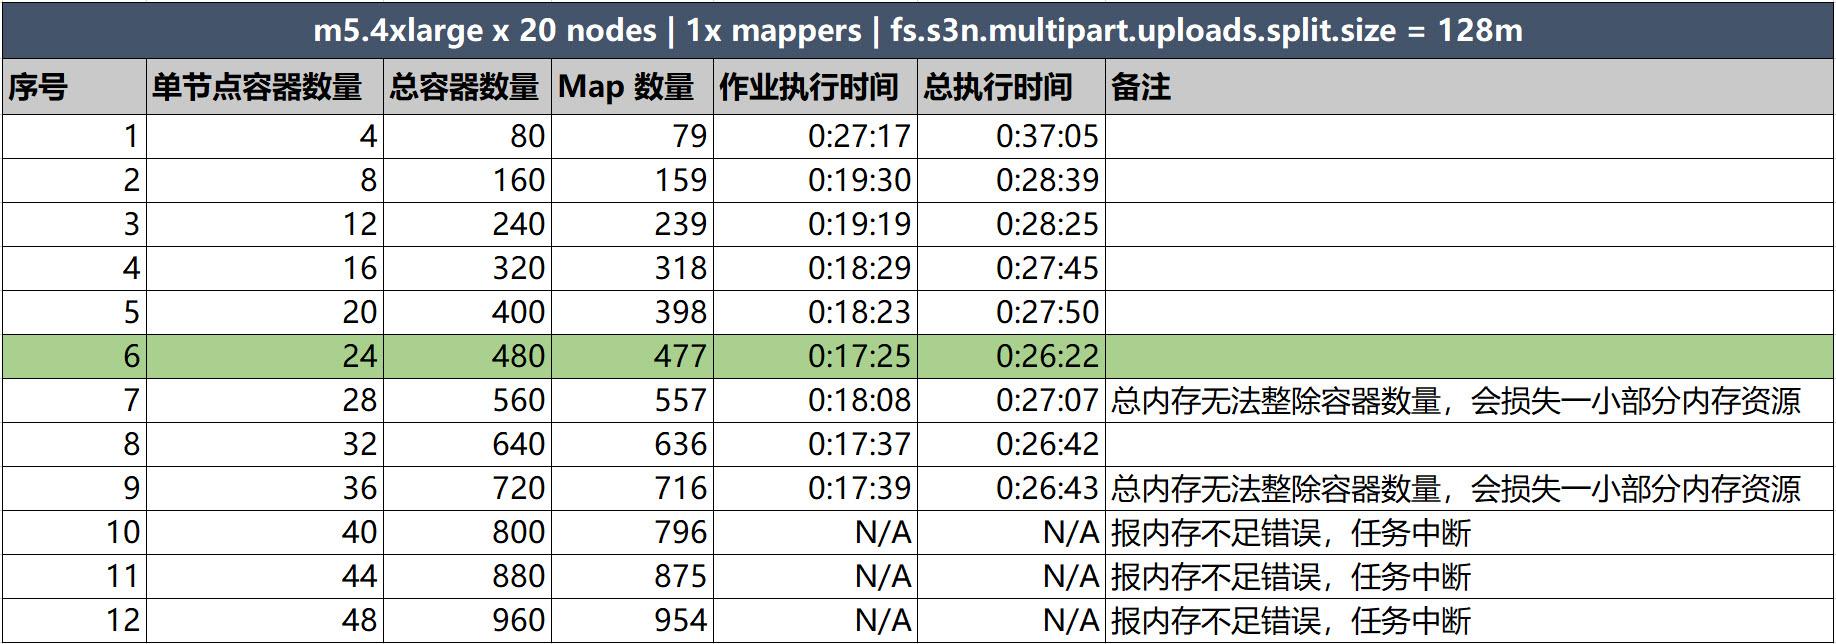 m5.4xlarge x 20 nodes | 1x mappers | fs.s3n.multipart.uploads.split.size = 128m
序号 单节点容器数量 总容器数量 Map 数量 作业执行时间 总执行时间 备注
1 4 80 79 0:27:17 0:37:05
2 8 160 159 0:19:30 0:28:39
3 12 240 239 0:19:19 0:28:25
4 16 320 318 0:18:29 0:27:45
5 20 400 398 0:18:23 0:27:50
6 24 480 477 0:17:25 0:26:22
7 28 560 557 0:18:08 0:27:07 总内存无法整除容器数量，会损失一小部分内存资源
8 32 640 636 0:17:37 0:26:42
9 36 720 716 0:17:39 0:26:43 总内存无法整除容器数量，会损失一小部分内存资源
10 40 800 796 N/A N/A 报内存不足错误，任务中断
11 44 880 875 N/A N/A 报内存不足错误，任务中断
12 48 960 954 N/A N/A 报内存不足错误，任务中断